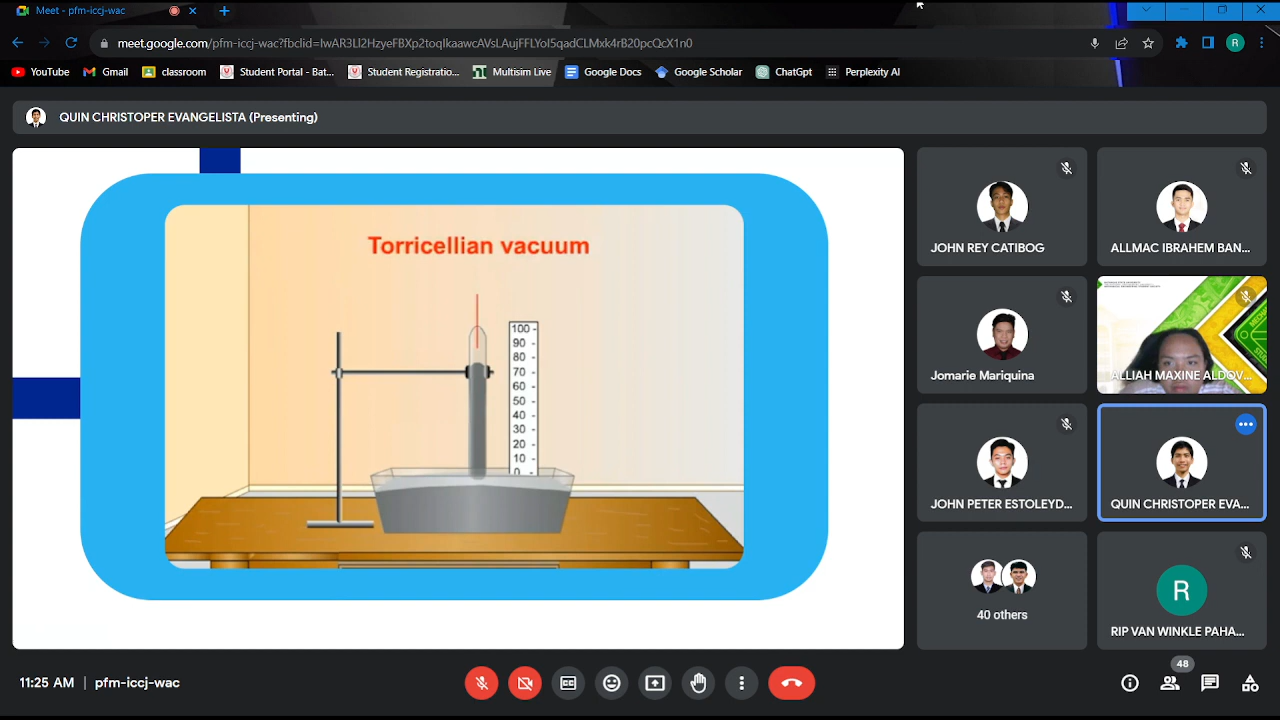 Meet - pfm-iccj-wac
meet.google.com/pfm-iccj-wac?fbclid=IwAR3Ll2HzyeFBXp2toqIkaawcAVsLAujFFLYoI5qadCLMxk4rB20pcQcX1n0
R
YouTube
Gmail
classroom
Student Portal - Bat...
Student Registratio...
Multisim Live
Google Docs
Google Scholar
ChatGpt
Perplexity AI
QUIN CHRISTOPER EVANGELISTA (Presenting)
Torricellian vacuum
100
90
80
70
60
50
40
30
20
10
0
JOHN REY CATIBOG
ALLMAC IBRAHEM BAN...
Jomarie Mariquina
ALLIAH MAXINE ALDOV...
JOHN PETER ESTOLEYD...
QUIN CHRISTOPER EVA...
40 others
R
RIP VAN WINKLE PAHA...
11:25 AM | pfm-iccj-wac
48